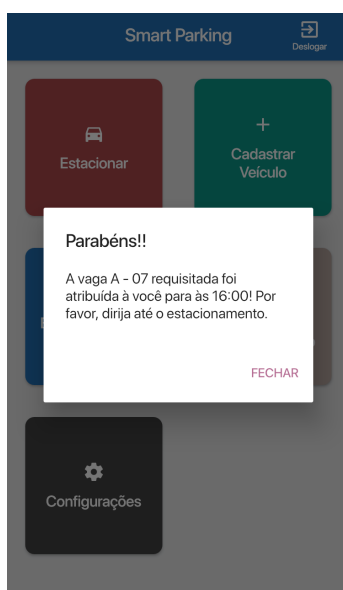 Smart Parking
Deslogar
Estacionar
Cadastrar
Veículo
Parabéns!!
A vaga A - 07 requisitada foi
atribuída à você para às 16:00! Por
favor, dirija até o estacionamento.
FECHAR
Configurações